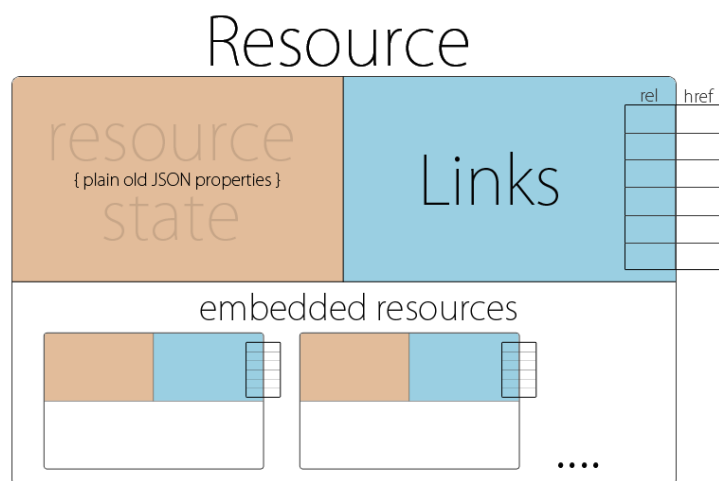 Resource
rel href
resource
{ plain old JSON properties }
state
Links
embedded resources
....